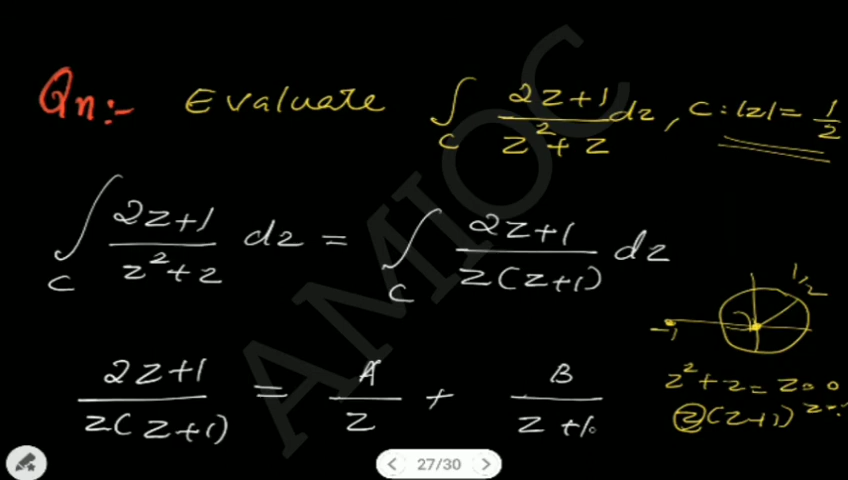 Qn:- Evaluate ∫_C (2z+1)/(z²+z) dz, C: |z| = 1/2
∫_C (2z+1)/(z²+z) dz = ∫_C (2z+1)/(z(z+1)) dz
1/2
-1
z²+z=0
z(z+1)
z=0
(2z+1)/(z(z+1)) = A/z + B/(z+1)
AMIOC
27/30